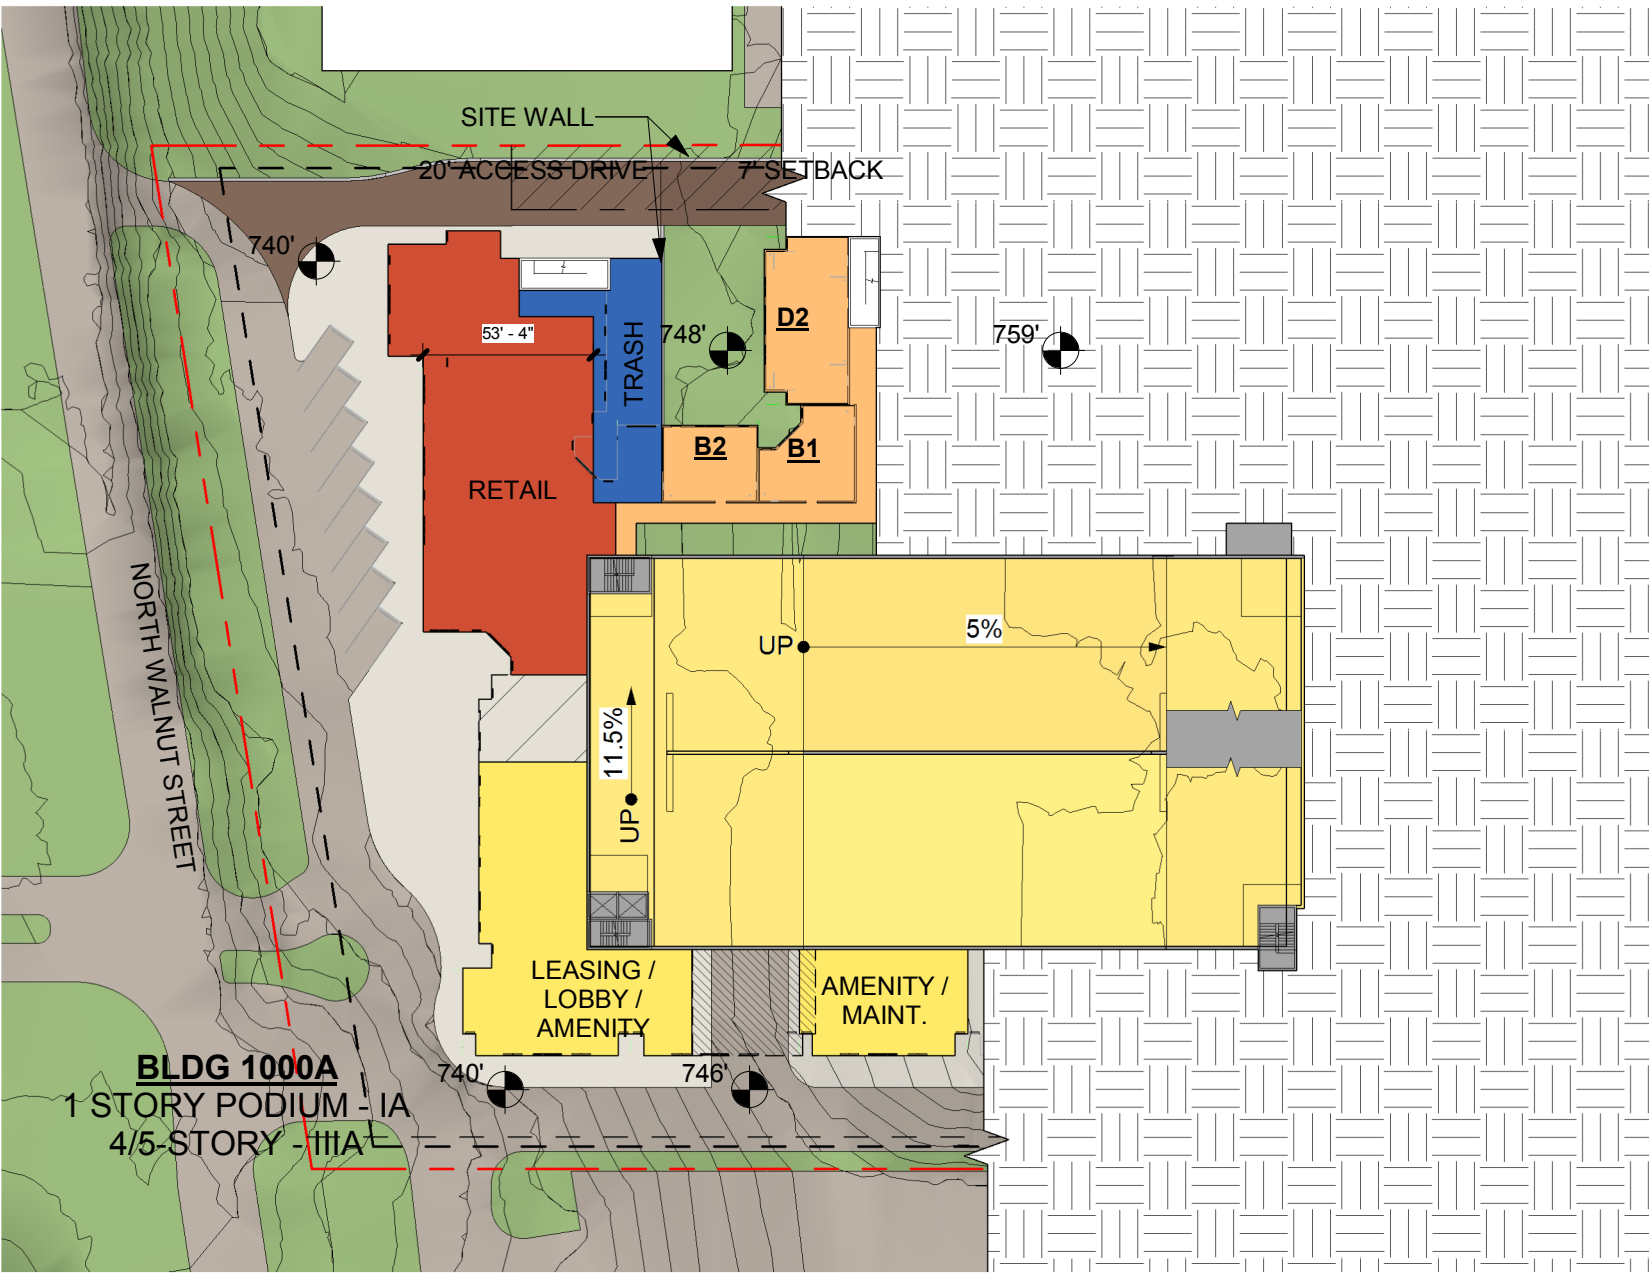 SITE WALL
20' ACCESS DRIVE
7' SETBACK
740'
53' - 4"
TRASH
748'
D2
759'
B2
B1
RETAIL
NORTH WALNUT STREET
UP
5%
11.5%
UP
LEASING /
LOBBY /
AMENITY
AMENITY /
MAINT.
BLDG 1000A
1 STORY PODIUM - IA
4/5-STORY - IIIA
740'
746'